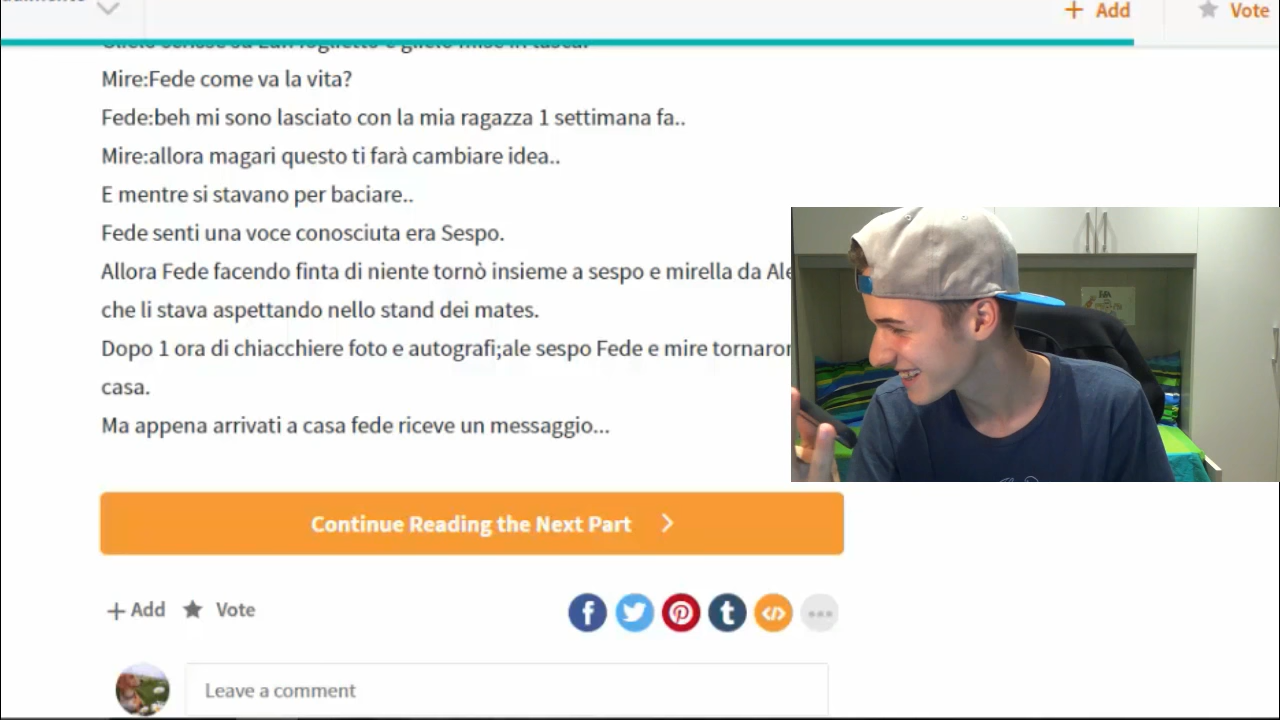 Add
Vote
Mire:Fede come va la vita?
Fede:beh mi sono lasciato con la mia ragazza 1 settimana fa..
Mire:allora magari questo ti farà cambiare idea..
E mentre si stavano per baciare..
Fede senti una voce conosciuta era Sespo.
Allora Fede facendo finta di niente tornò insieme a sespo e mirella da Ale
che li stava aspettando nello stand dei mates.
Dopo 1 ora di chiacchiere foto e autografi;ale sespo Fede e mire
casa.
Ma appena arrivati a casa fede riceve un messaggio...
Continue Reading the Next Part
Add
Vote
Leave a comment